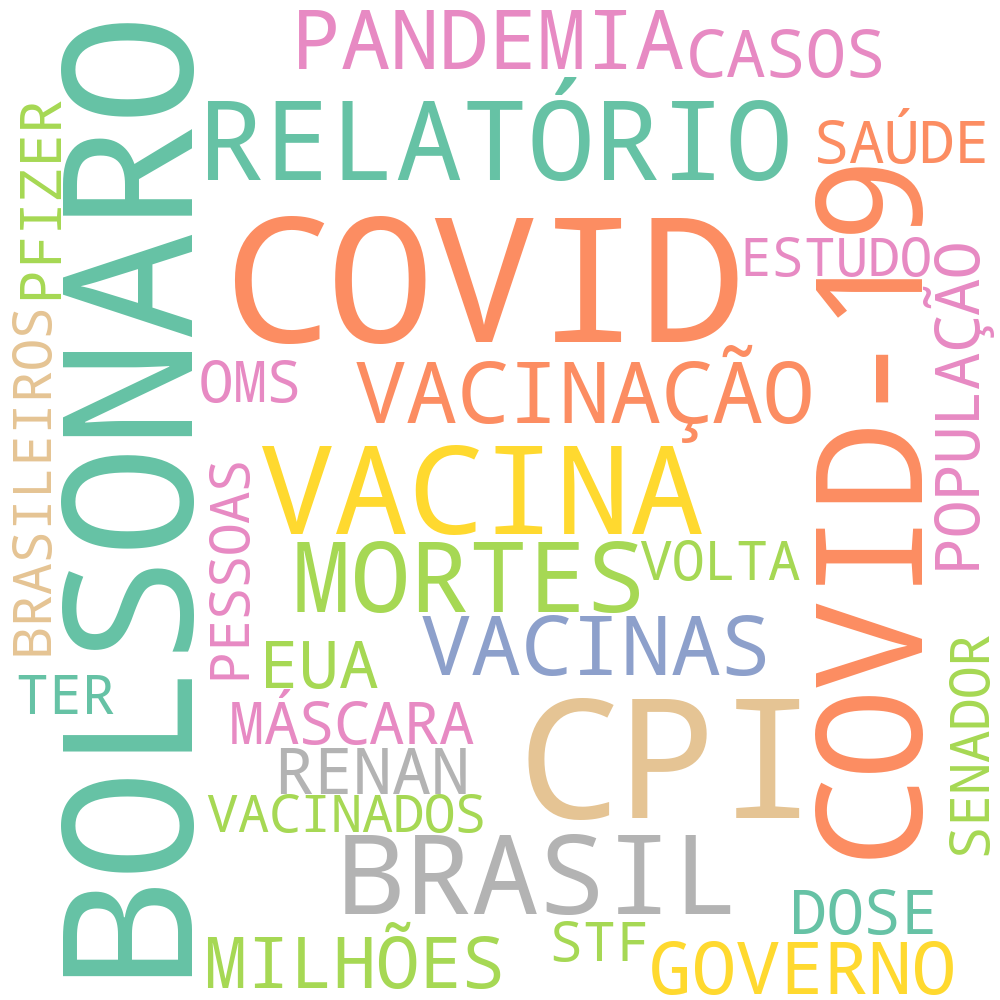 PANDEMIA
CASOS
RELATÓRIO
SAÚDE
PFIZER
BOLSONARO
COVID
ESTUDO
COVID-19
POPULAÇÃO
BRASILEIROS
OMS
VACINAÇÃO
VACINA
PESSOAS
MORTES
VOLTA
VACINAS
EUA
TER
MÁSCARA
CPI
SENADOR
RENAN
VACINADOS
BRASIL
DOSE
MILHÕES
STF
GOVERNO